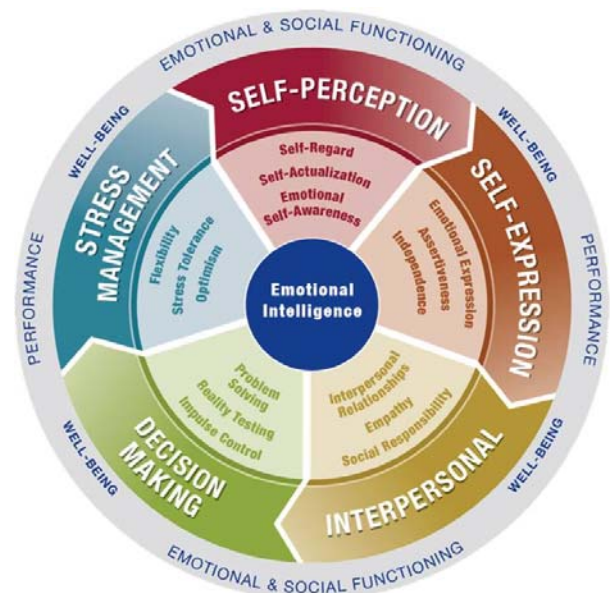 EMOTIONAL & SOCIAL FUNCTIONING
WELL-BEING
WELL-BEING
PERFORMANCE
PERFORMANCE
WELL-BEING
WELL-BEING
EMOTIONAL & SOCIAL FUNCTIONING
SELF-PERCEPTION
Self-Regard
Self-Actualization
Emotional
Self-Awareness
SELF-EXPRESSION
Emotional Expression
Assertiveness
Independence
INTERPERSONAL
Interpersonal
Relationships
Empathy
Social Responsibility
DECISION
MAKING
Problem
Solving
Reality Testing
Impulse Control
STRESS
MANAGEMENT
Flexibility
Stress Tolerance
Optimism
Emotional
Intelligence